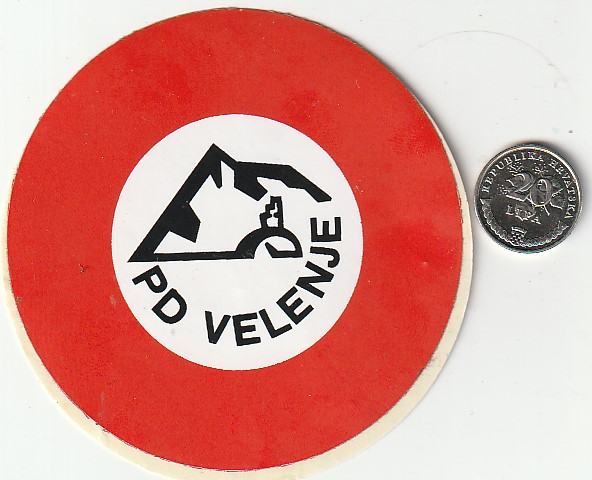 PD VELENJE
REPUBLIKA HRVATSKA
20
LIPA